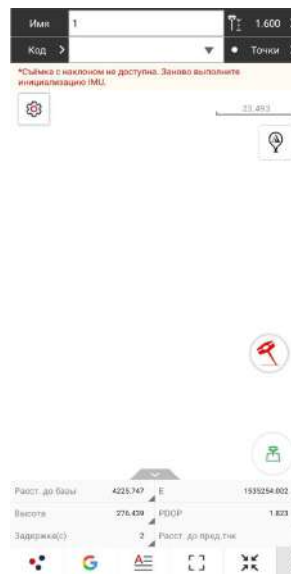 Имя 1 1.600
Код > Точки
*Съёмка с наклоном не доступна. Заново выполните
инициализацию IMU.
23.493
Расст. до базы 4225.747 E 1535254.002
Высота 276.439 PDOP 1.823
Задержка(с) 2 Расст. до пред.тчк